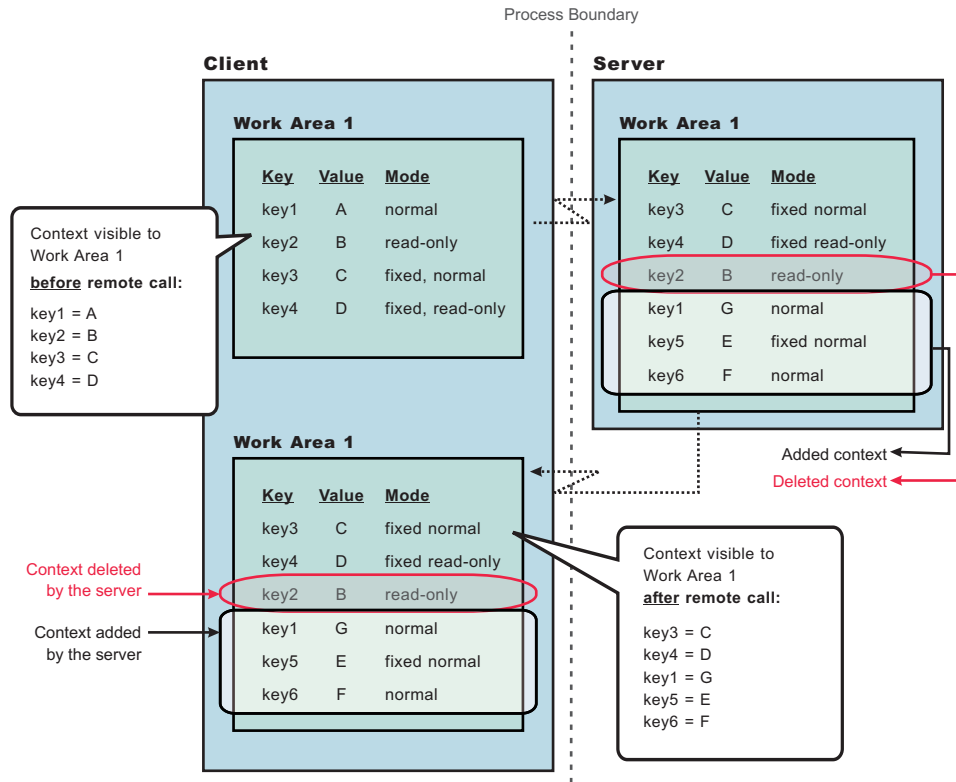 Process Boundary
Client
Work Area 1
Key Value Mode
key1 A normal
key2 B read-only
key3 C fixed, normal
key4 D fixed, read-only
Context visible to
Work Area 1
before remote call:
key1 = A
key2 = B
key3 = C
key4 = D
Server
Work Area 1
Key Value Mode
key3 C fixed normal
key4 D fixed read-only
key2 B read-only
key1 G normal
key5 E fixed normal
key6 F normal
Added context
Deleted context
Work Area 1
Key Value Mode
key3 C fixed normal
key4 D fixed read-only
key2 B read-only
key1 G normal
key5 E fixed normal
key6 F normal
Context deleted
by the server
Context added
by the server
Context visible to
Work Area 1
after remote call:
key3 = C
key4 = D
key1 = G
key5 = E
key6 = F